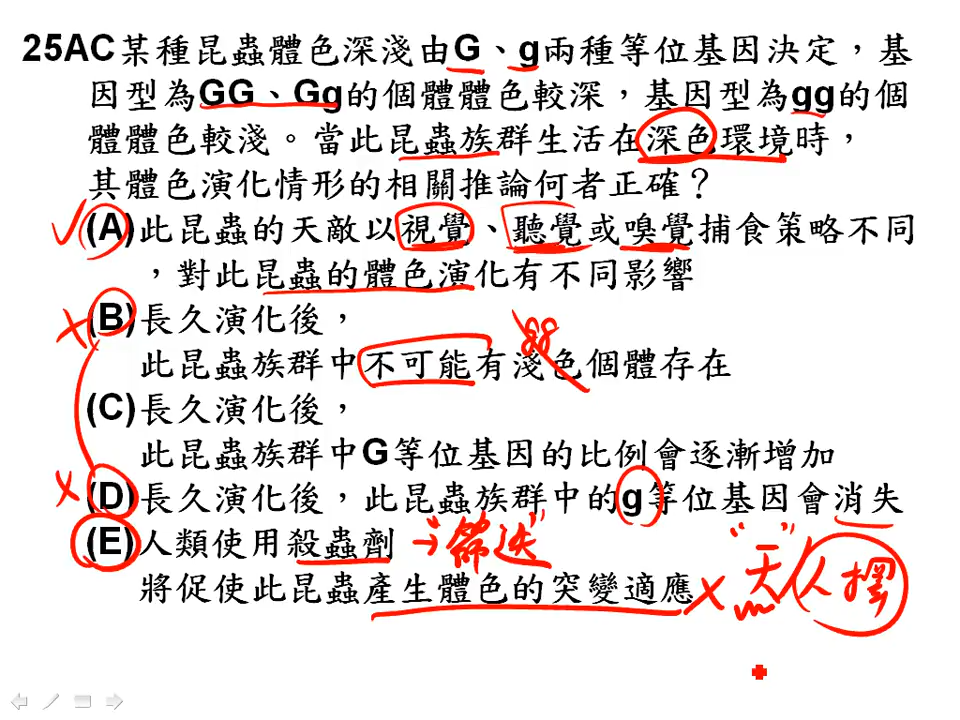 25AC某種昆蟲體色深淺由G、g兩種等位基因決定，基
因型為GG、Gg的個體體色較深，基因型為gg的個
體體色較淺。當此昆蟲族群生活在深色環境時，
其體色演化情形的相關推論何者正確？
(A)此昆蟲的天敵以視覺、聽覺或嗅覺捕食策略不同
，對此昆蟲的體色演化有不同影響
(B)長久演化後，
gg
此昆蟲族群中不可能有淺色個體存在
(C)長久演化後，
此昆蟲族群中G等位基因的比例會逐漸增加
(D)長久演化後，此昆蟲族群中的g等位基因會消失
(E)人類使用殺蟲劑 →"篩選"
將促使此昆蟲產生體色的突變適應 "天"/人擇